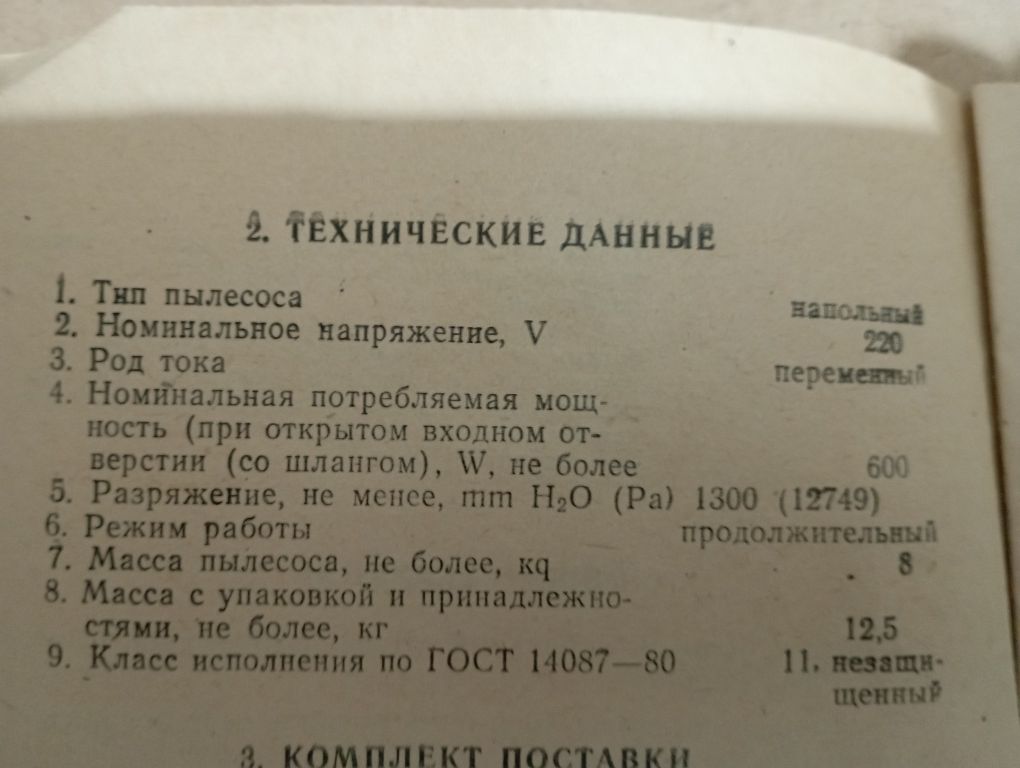 2. ТЕХНИЧЕСКИЕ ДАННЫЕ
1. Тип пылесоса напольный
2. Номинальное напряжение, V 220
3. Род тока переменный
4. Номинальная потребляемая мощ-
ность (при открытом входном от-
верстии (со шлангом), W, не более 600
5. Разряжение, не менее, mm H₂O (Pa) 1300 (12749)
6. Режим работы продолжительный
7. Масса пылесоса, не более, кq 8
8. Масса с упаковкой и принадлежно-
стями, не более, кг 12,5
9. Класс исполнения по ГОСТ 14087—80 11. незащи-
щенный
3. КОМПЛЕКТ ПОСТАВКИ